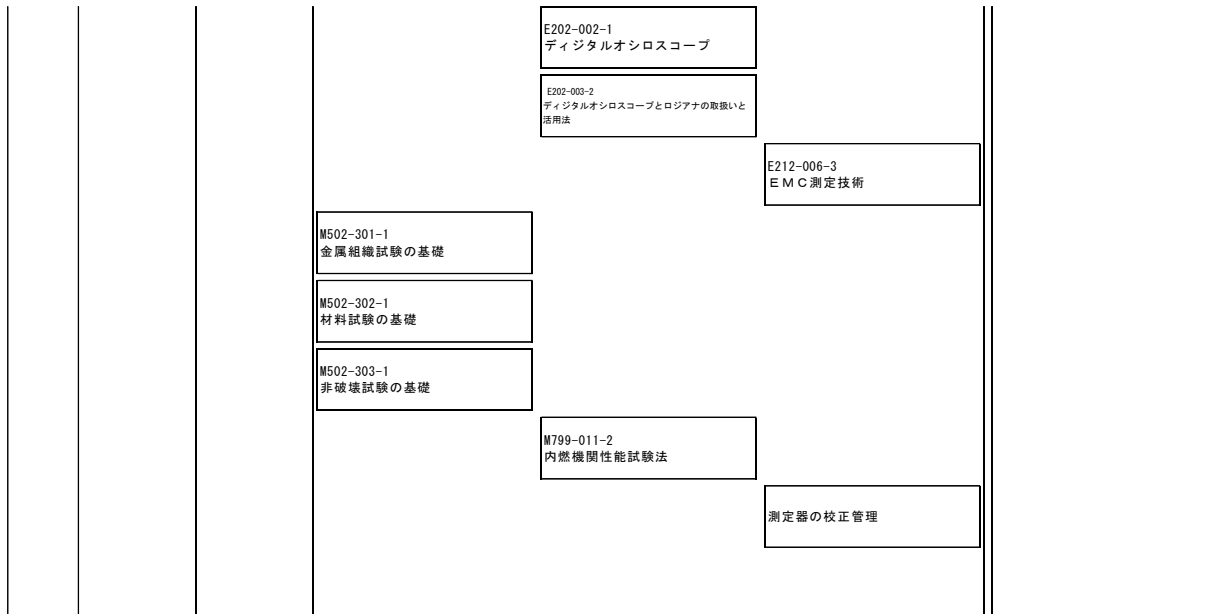 E202-002-1
ディジタルオシロスコープ
E202-003-2
ディジタルオシロスコープとロジアナの取扱いと
活用法
E212-006-3
ＥＭＣ測定技術
M502-301-1
金属組織試験の基礎
M502-302-1
材料試験の基礎
M502-303-1
非破壊試験の基礎
M799-011-2
内燃機関性能試験法
測定器の校正管理